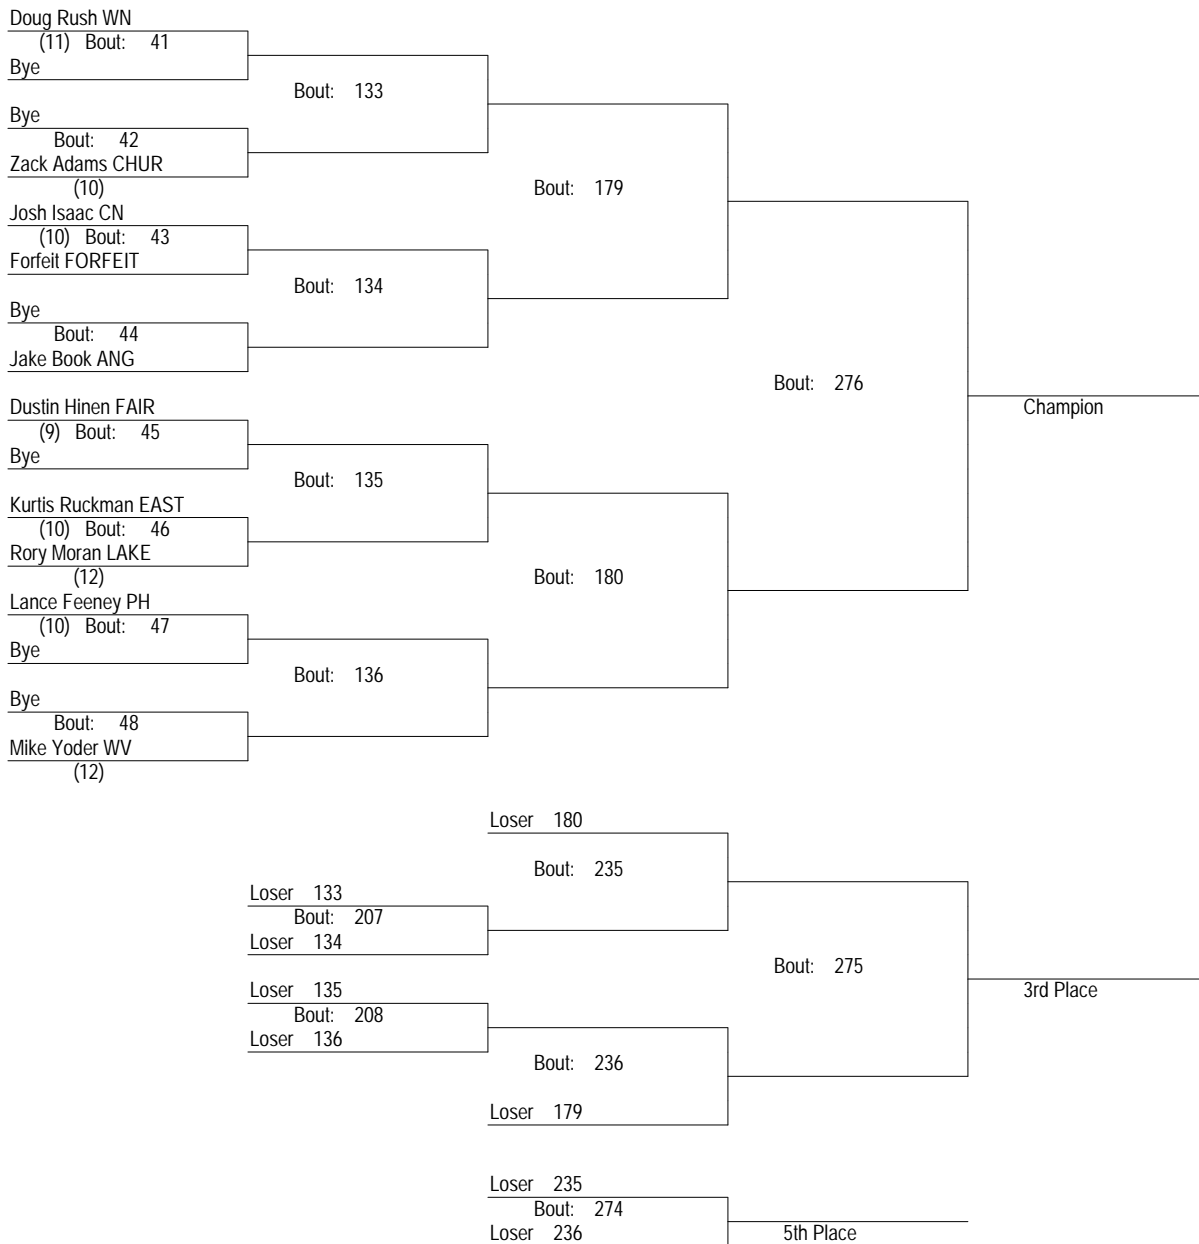 Doug Rush WN
(11) Bout: 41
Bye
Bout: 133
Bye
Bout: 42
Zack Adams CHUR
(10)
Bout: 179
Josh Isaac CN
(10) Bout: 43
Forfeit FORFEIT
Bout: 134
Bye
Bout: 44
Jake Book ANG
Bout: 276
Champion
Dustin Hinen FAIR
(9) Bout: 45
Bye
Bout: 135
Kurtis Ruckman EAST
(10) Bout: 46
Rory Moran LAKE
(12)
Bout: 180
Lance Feeney PH
(10) Bout: 47
Bye
Bout: 136
Bye
Bout: 48
Mike Yoder WV
(12)
Loser 180
Bout: 235
Loser 133
Bout: 207
Loser 134
Bout: 275
3rd Place
Loser 135
Bout: 208
Loser 136
Bout: 236
Loser 179
Loser 235
Bout: 274
Loser 236
5th Place